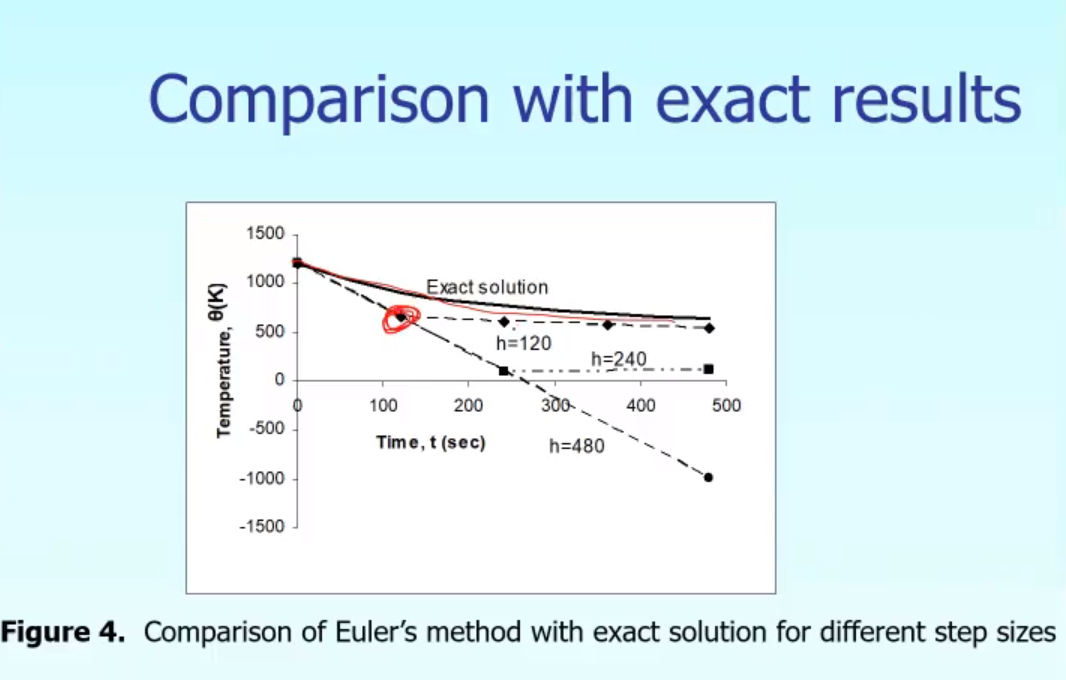 Comparison with exact results
1500
1000
500
0
-500
-1000
-1500
Temperature, θ(K)
Exact solution
h=120
h=240
h=480
0 100 200 300 400 500
Time, t (sec)
Figure 4. Comparison of Euler's method with exact solution for different step sizes